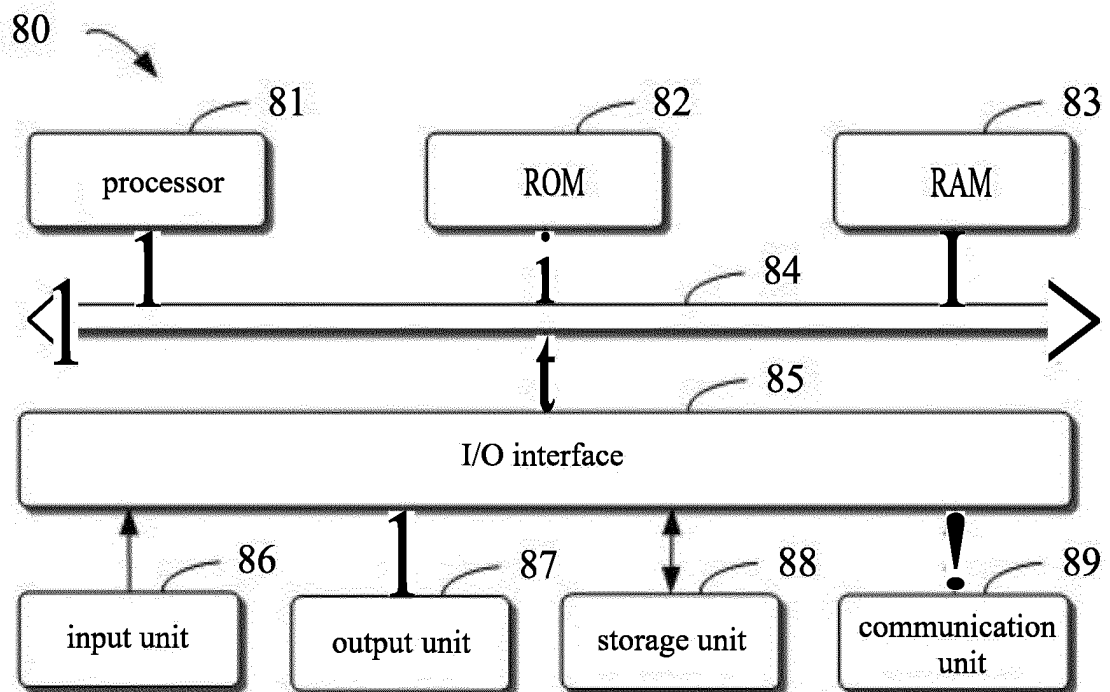 80
81
82
83
processor
ROM
RAM
l
i
I
84
l
t
85
I/O interface
l
!
86
87
88
89
input unit
output unit
storage unit
communication
unit